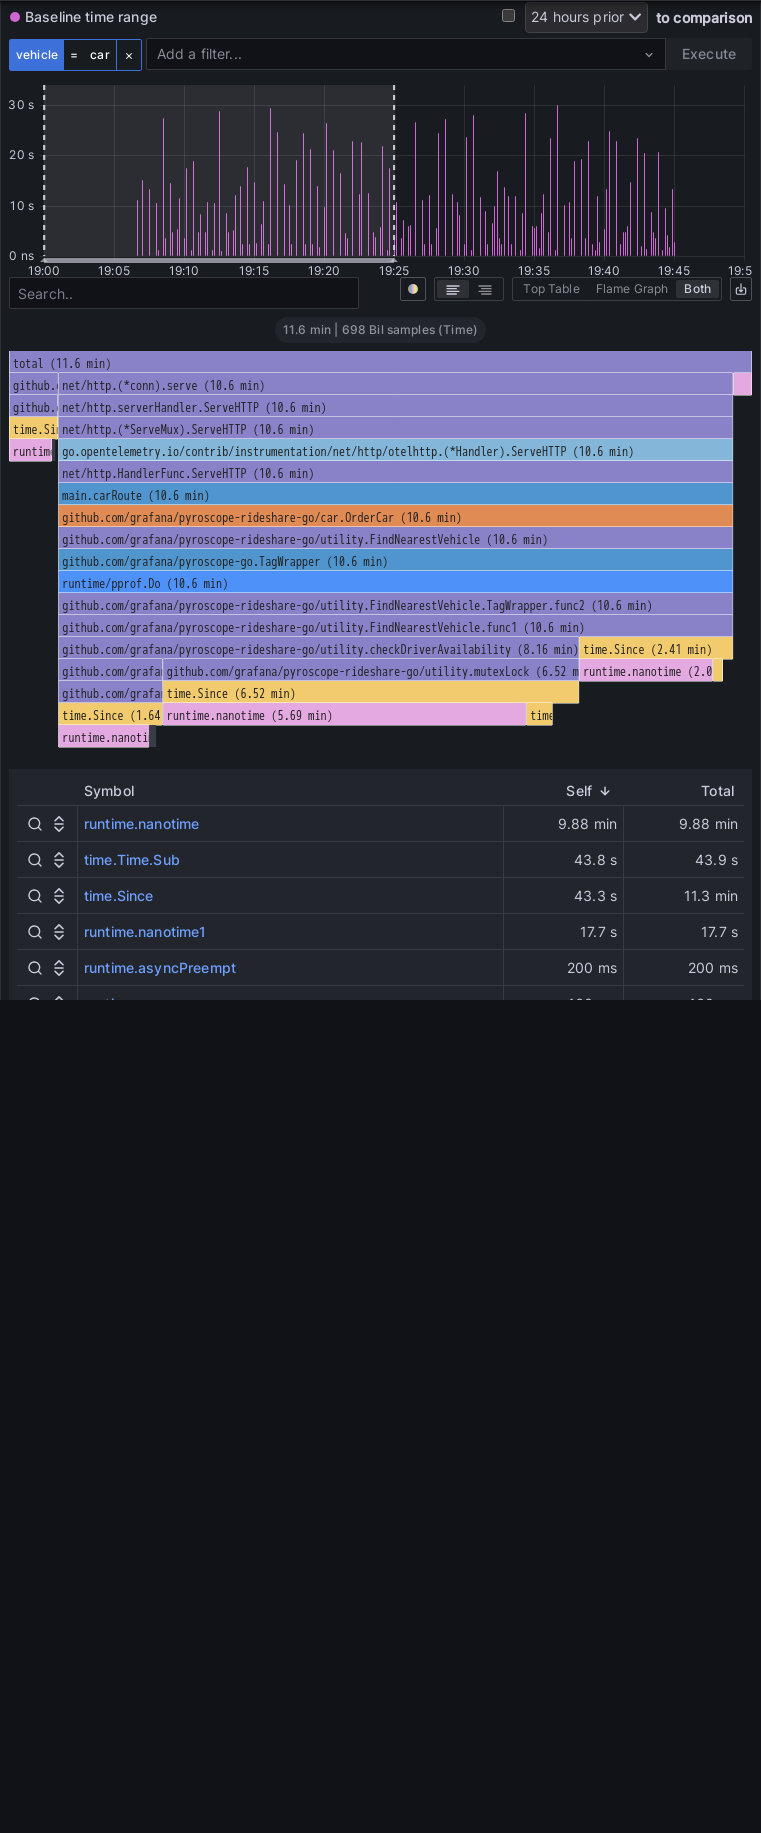 Baseline time range
24 hours prior
to comparison
vehicle = car ×
Add a filter...
Execute
30 s
20 s
10 s
0 ns
19:00 19:05 19:10 19:15 19:20 19:25 19:30 19:35 19:40 19:45 19:5
Search..
Top Table Flame Graph Both
11.6 min | 698 Bil samples (Time)
total (11.6 min)
github. net/http.(*conn).serve (10.6 min)
github. net/http.serverHandler.ServeHTTP (10.6 min)
time.Si net/http.(*ServeMux).ServeHTTP (10.6 min)
runtime go.opentelemetry.io/contrib/instrumentation/net/http/otelhttp.(*Handler).ServeHTTP (10.6 min)
net/http.HandlerFunc.ServeHTTP (10.6 min)
main.carRoute (10.6 min)
github.com/grafana/pyroscope-rideshare-go/car.OrderCar (10.6 min)
github.com/grafana/pyroscope-rideshare-go/utility.FindNearestVehicle (10.6 min)
github.com/grafana/pyroscope-go.TagWrapper (10.6 min)
runtime/pprof.Do (10.6 min)
github.com/grafana/pyroscope-rideshare-go/utility.FindNearestVehicle.TagWrapper.func2 (10.6 min)
github.com/grafana/pyroscope-rideshare-go/utility.FindNearestVehicle.func1 (10.6 min)
github.com/grafana/pyroscope-rideshare-go/utility.checkDriverAvailability (8.16 min) time.Since (2.41 min)
github.com/grafa github.com/grafana/pyroscope-rideshare-go/utility.mutexLock (6.52 m runtime.nanotime (2.0
github.com/grafa time.Since (6.52 min)
time.Since (1.64 runtime.nanotime (5.69 min) time
runtime.nanoti
Symbol Self Total
runtime.nanotime 9.88 min 9.88 min
time.Time.Sub 43.8 s 43.9 s
time.Since 43.3 s 11.3 min
runtime.nanotime1 17.7 s 17.7 s
runtime.asyncPreempt 200 ms 200 ms